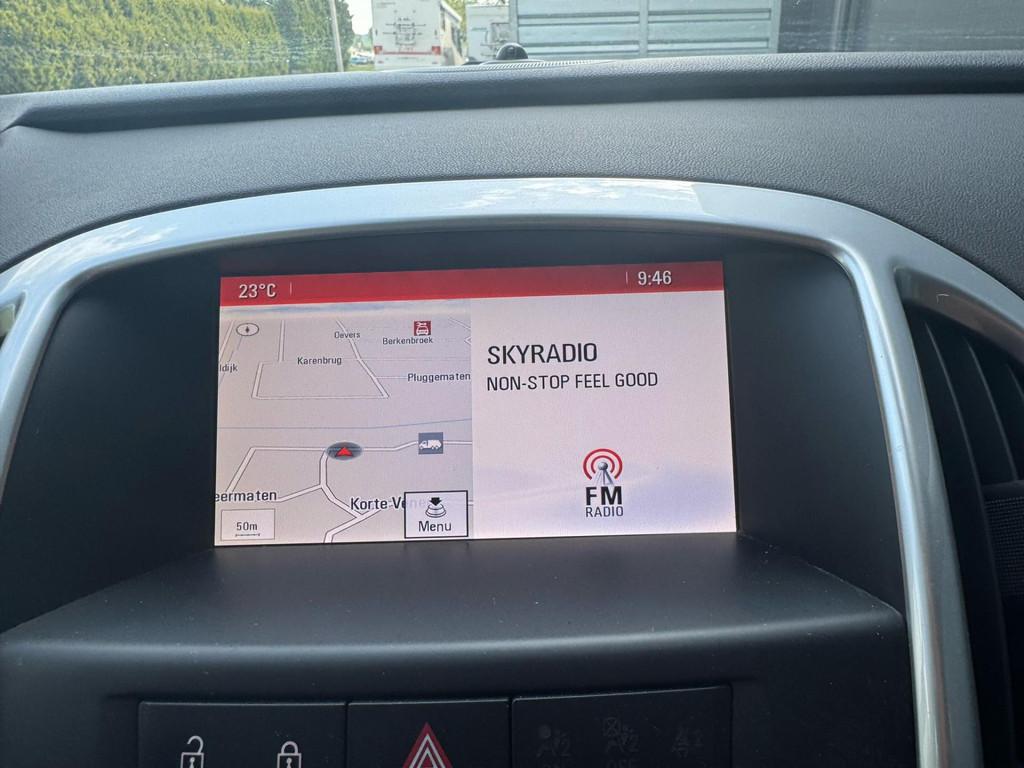 23°C
9:46
Oevers
Berkenbroek
Karenbrug
ldijk
Pluggematen
SKYRADIO
NON-STOP FEEL GOOD
eermaten
Korte Ve
50m
Menu
FM
RADIO